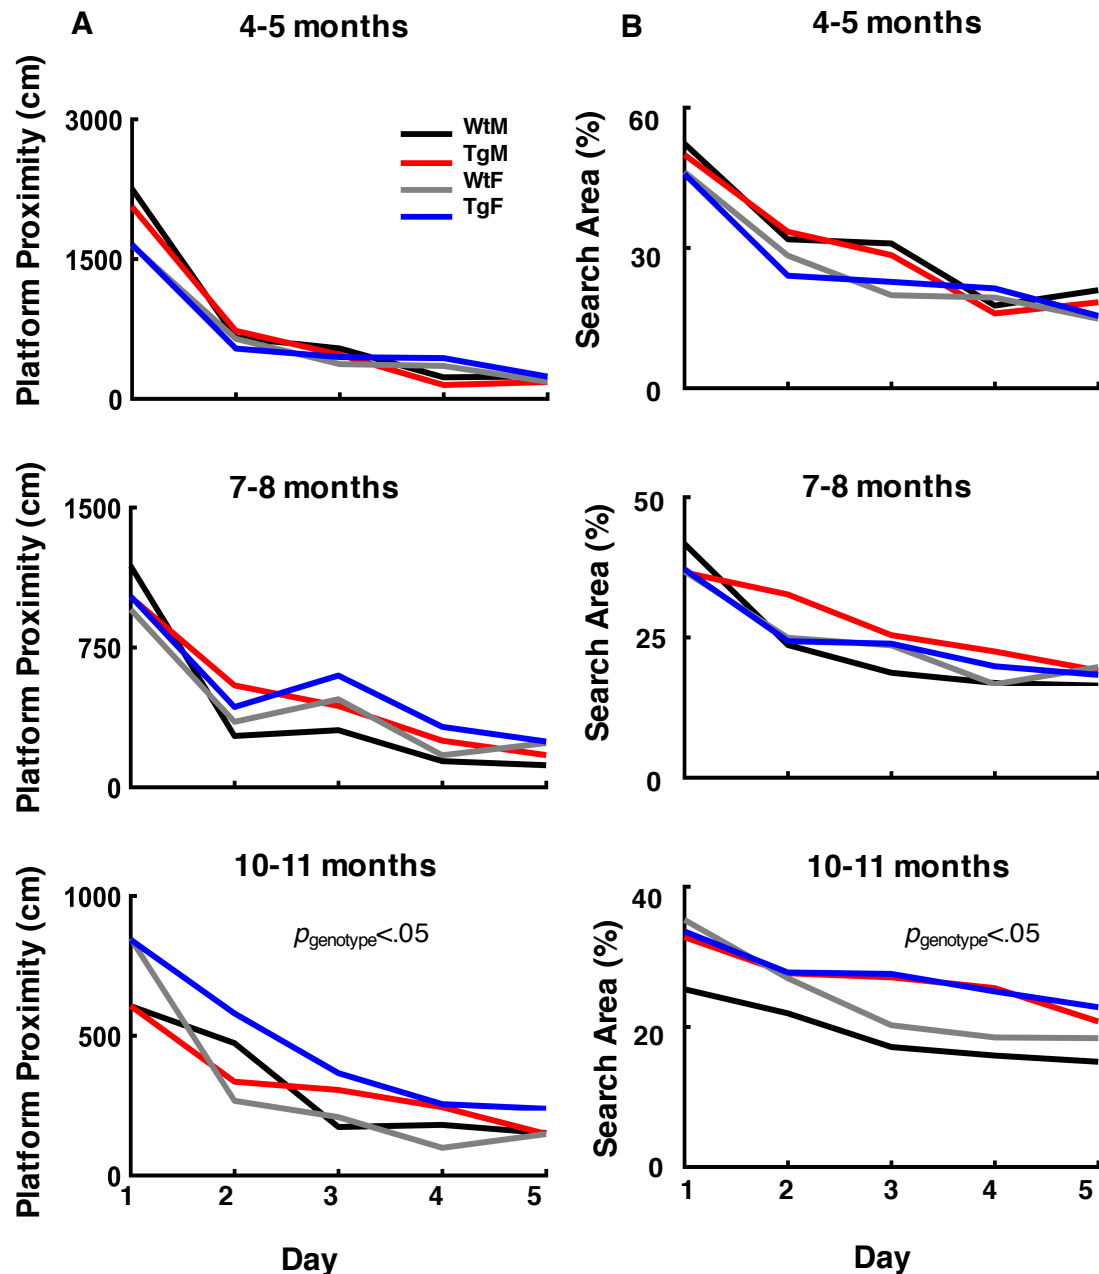 A
4-5 months
Platform Proximity (cm)
3000
1500
0
WtM
TgM
WtF
TgF
B
4-5 months
Search Area (%)
60
30
0
7-8 months
Platform Proximity (cm)
1500
750
0
7-8 months
Search Area (%)
50
25
0
10-11 months
Platform Proximity (cm)
1000
500
0
pgenotype<.05
1 2 3 4 5
Day
10-11 months
Search Area (%)
40
20
0
pgenotype<.05
1 2 3 4 5
Day